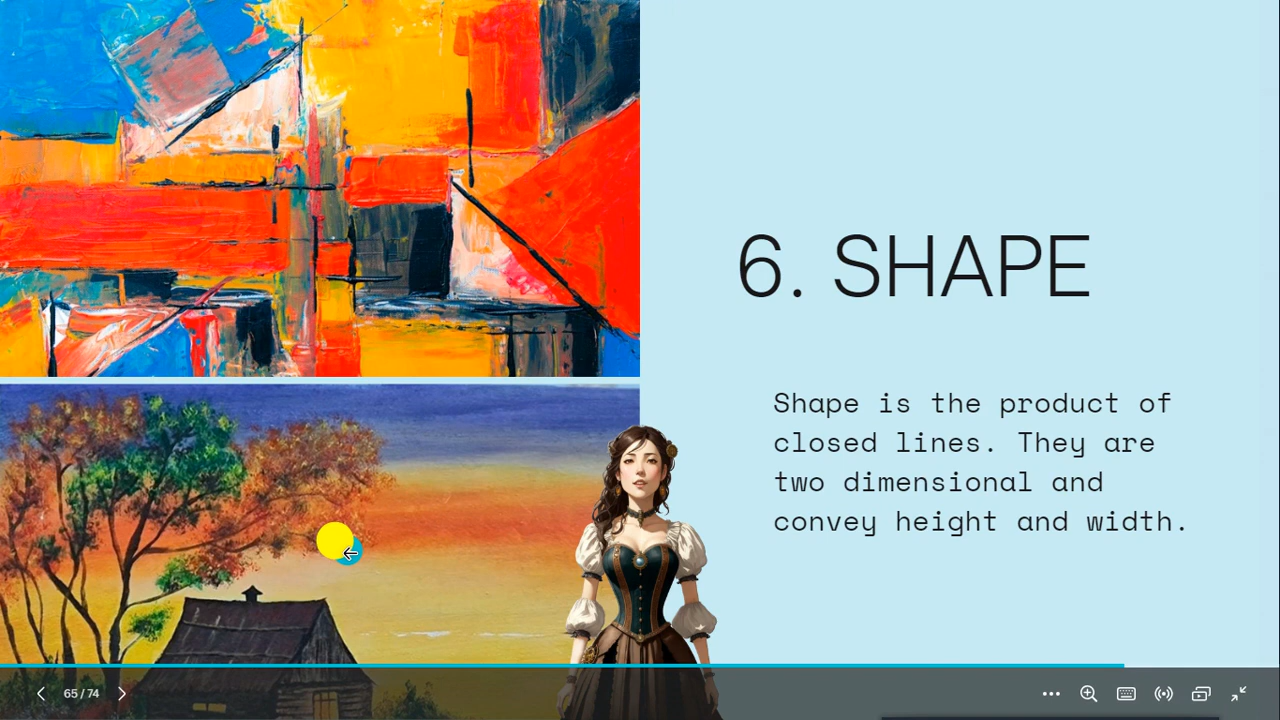 6. SHAPE
Shape is the product of
closed lines. They are
two dimensional and
convey height and width.
65 / 74